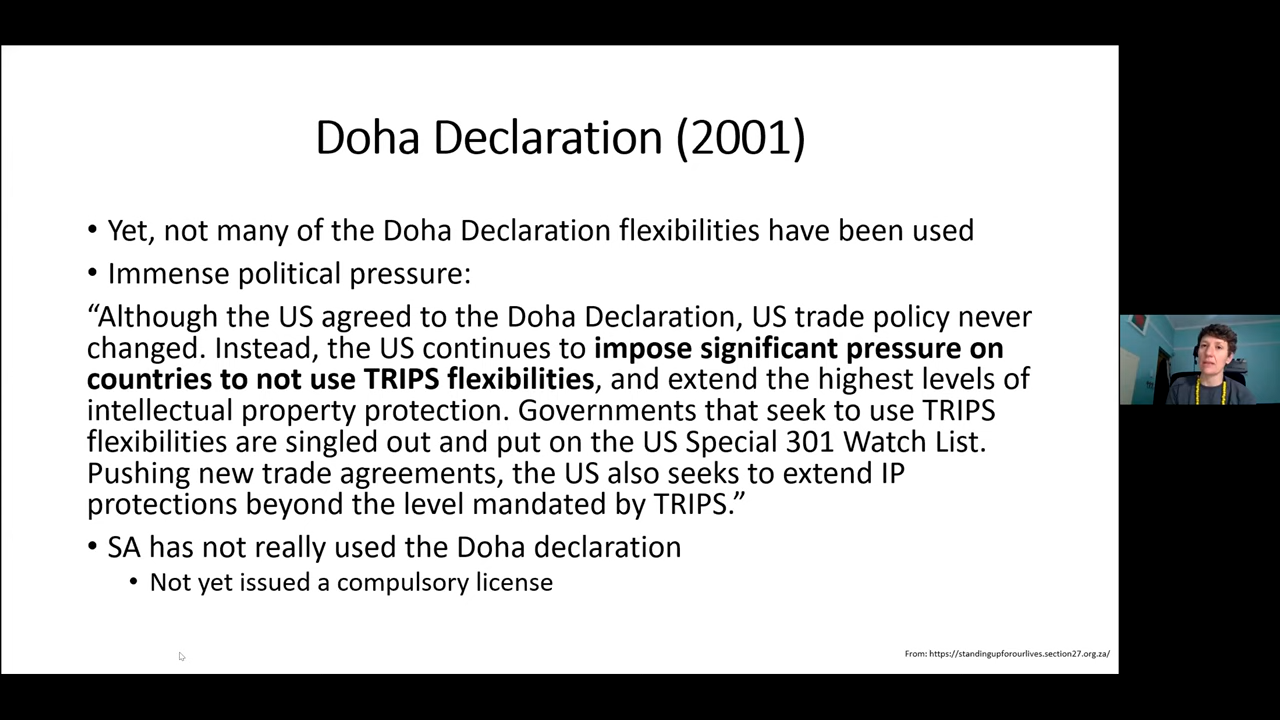 Doha Declaration (2001)
• Yet, not many of the Doha Declaration flexibilities have been used
• Immense political pressure:
“Although the US agreed to the Doha Declaration, US trade policy never
changed. Instead, the US continues to impose significant pressure on
countries to not use TRIPS flexibilities, and extend the highest levels of
intellectual property protection. Governments that seek to use TRIPS
flexibilities are singled out and put on the US Special 301 Watch List.
Pushing new trade agreements, the US also seeks to extend IP
protections beyond the level mandated by TRIPS.”
• SA has not really used the Doha declaration
• Not yet issued a compulsory license
From: https://standingupforourlives.section27.org.za/